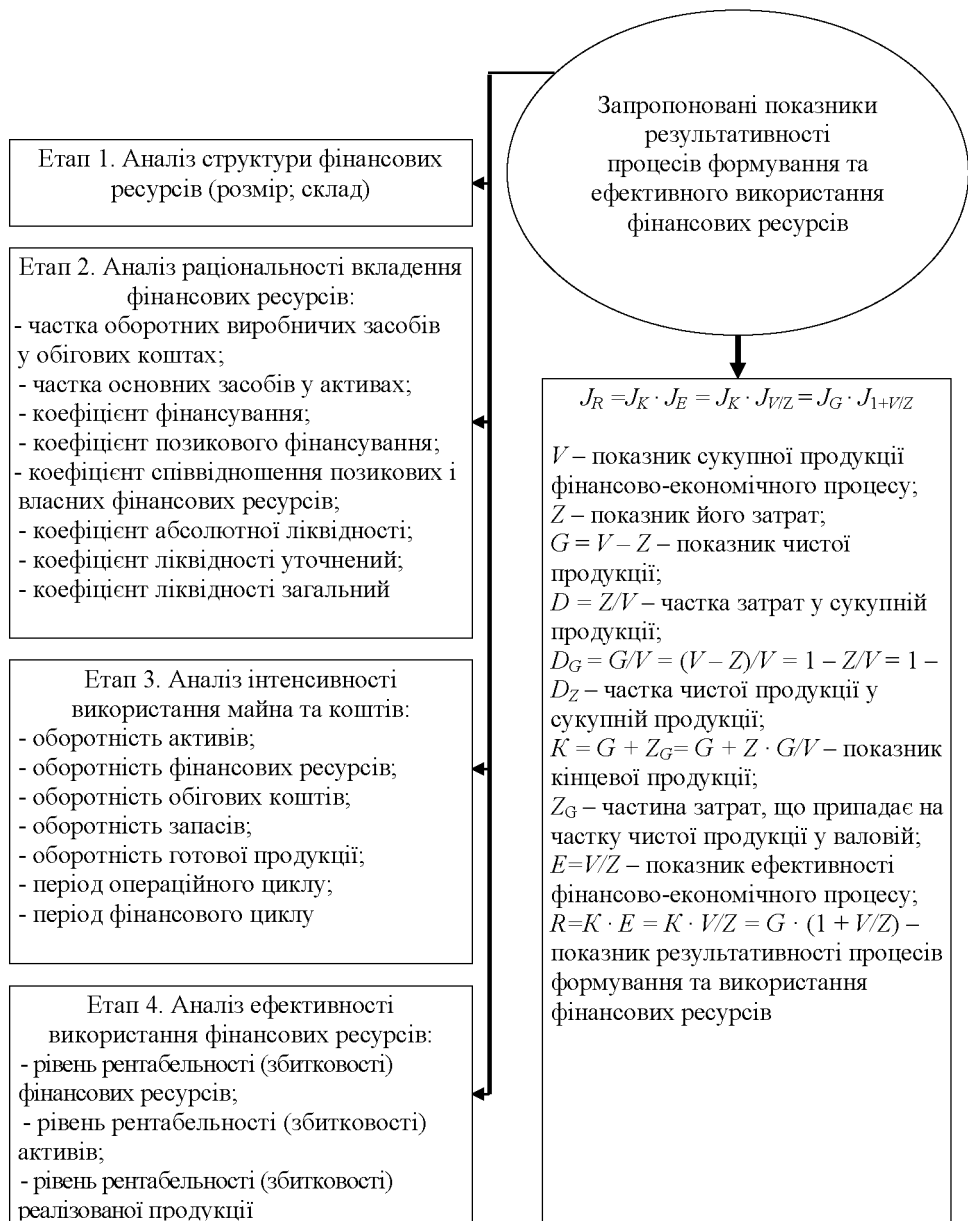 Запропоновані показники
результативності
процесів формування та
ефективного використання
фінансових ресурсів
Етап 1. Аналіз структури фінансових
ресурсів (розмір; склад)
Етап 2. Аналіз раціональності вкладення
фінансових ресурсів:
- частка оборотних виробничих засобів
у обігових коштах;
- частка основних засобів у активах;
- коефіцієнт фінансування;
- коефіцієнт позикового фінансування;
- коефіцієнт співвідношення позикових і
власних фінансових ресурсів;
- коефіцієнт абсолютної ліквідності;
- коефіцієнт ліквідності уточнений;
- коефіцієнт ліквідності загальний
Етап 3. Аналіз інтенсивності
використання майна та коштів:
- оборотність активів;
- оборотність фінансових ресурсів;
- оборотність обігових коштів;
- оборотність запасів;
- оборотність готової продукції;
- період операційного циклу;
- період фінансового циклу
Етап 4. Аналіз ефективності
використання фінансових ресурсів:
- рівень рентабельності (збитковості)
фінансових ресурсів;
- рівень рентабельності (збитковості)
активів;
- рівень рентабельності (збитковості)
реалізованої продукції
J_R =J_K · J_E = J_K · J_{V/Z} = J_G · J_{1+V/Z}
V – показник сукупної продукції
фінансово-економічного процесу;
Z – показник його затрат;
G = V – Z – показник чистої
продукції;
D = Z/V – частка затрат у сукупній
продукції;
D_G = G/V = (V – Z)/V = 1 – Z/V = 1 –
D_Z – частка чистої продукції у
сукупній продукції;
K = G + Z_G= G + Z · G/V – показник
кінцевої продукції;
Z_G – частина затрат, що припадає на
частку чистої продукції у валовій;
E=V/Z – показник ефективності
фінансово-економічного процесу;
R=K · E = K · V/Z = G · (1 + V/Z) –
показник результативності процесів
формування та використання
фінансових ресурсів